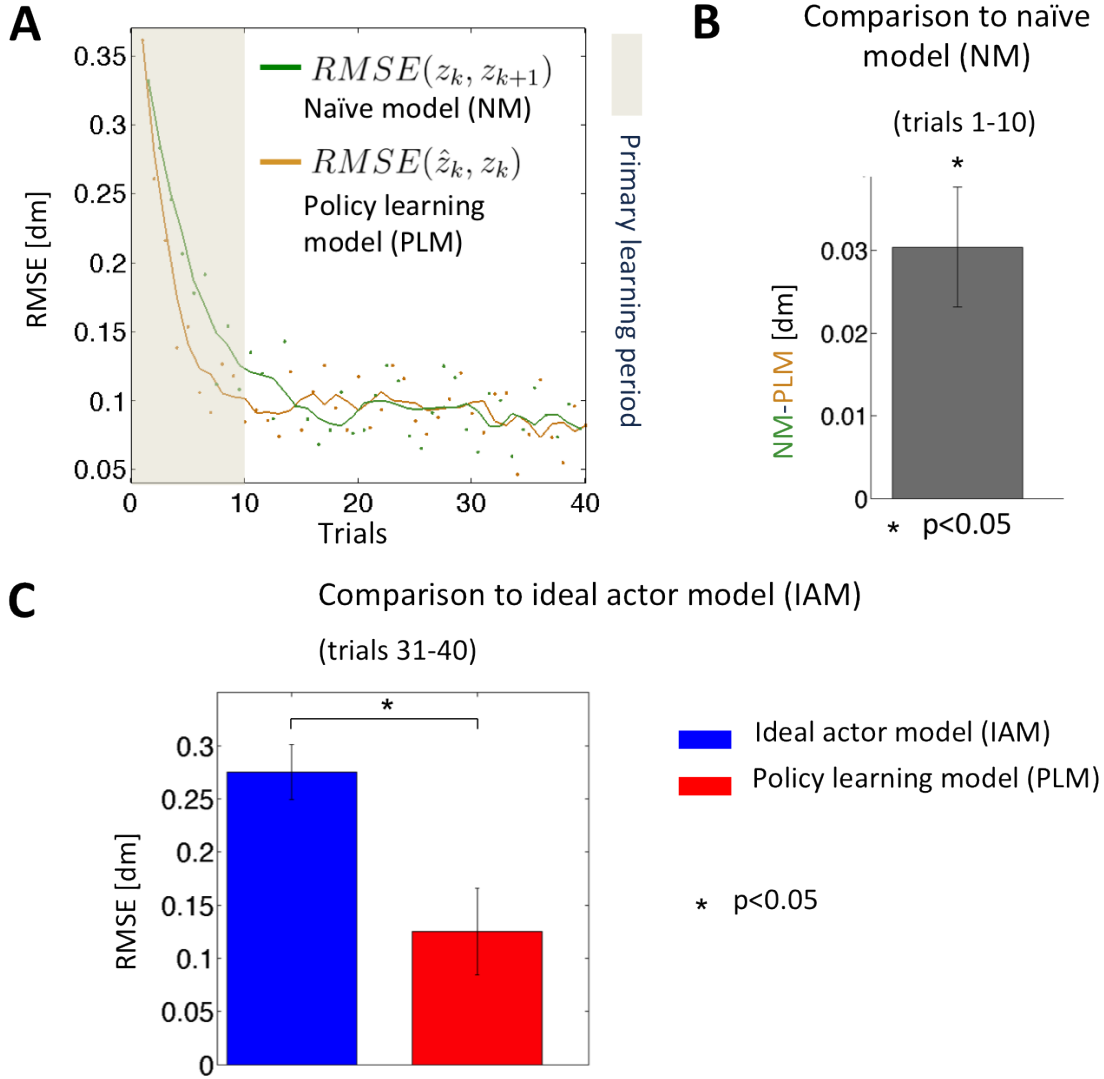 A
0.35
0.3
0.25
0.2
0.15
0.1
0.05
RMSE [dm]
0
10
20
30
40
Trials
RMSE(z_k, z_{k+1})
Naïve model (NM)
RMSE(ẑ_k, z_k)
Policy learning
model (PLM)
Primary learning period
B
Comparison to naïve
model (NM)
(trials 1-10)
*
0.03
0.02
0.01
0
NM-PLM [dm]
* p<0.05
C
Comparison to ideal actor model (IAM)
(trials 31-40)
*
0.3
0.25
0.2
0.15
0.1
0.05
0
RMSE [dm]
Ideal actor model (IAM)
Policy learning model (PLM)
* p<0.05